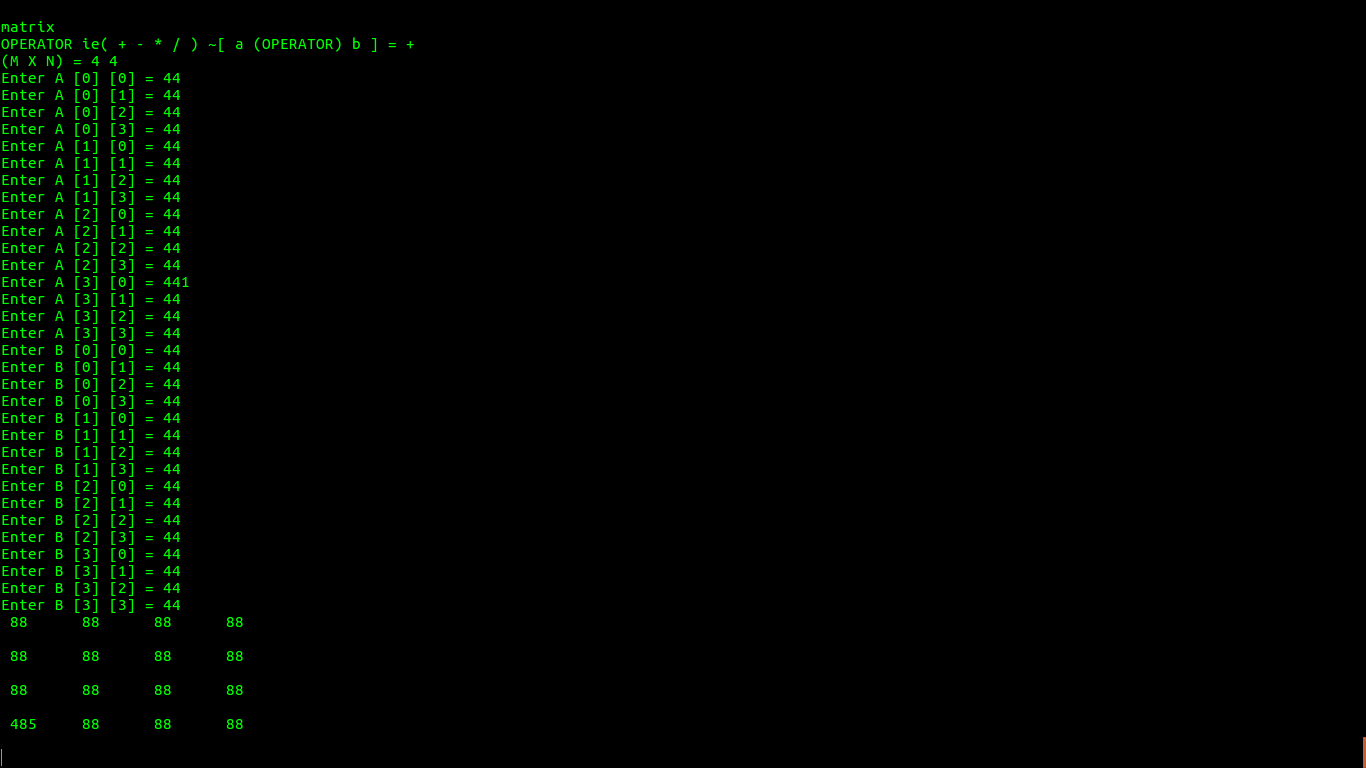 matrix
OPERATOR ie( + - * / ) ~[ a (OPERATOR) b ] = +
(M X N) = 4 4
Enter A [0] [0] = 44
Enter A [0] [1] = 44
Enter A [0] [2] = 44
Enter A [0] [3] = 44
Enter A [1] [0] = 44
Enter A [1] [1] = 44
Enter A [1] [2] = 44
Enter A [1] [3] = 44
Enter A [2] [0] = 44
Enter A [2] [1] = 44
Enter A [2] [2] = 44
Enter A [2] [3] = 44
Enter A [3] [0] = 441
Enter A [3] [1] = 44
Enter A [3] [2] = 44
Enter A [3] [3] = 44
Enter B [0] [0] = 44
Enter B [0] [1] = 44
Enter B [0] [2] = 44
Enter B [0] [3] = 44
Enter B [1] [0] = 44
Enter B [1] [1] = 44
Enter B [1] [2] = 44
Enter B [1] [3] = 44
Enter B [2] [0] = 44
Enter B [2] [1] = 44
Enter B [2] [2] = 44
Enter B [2] [3] = 44
Enter B [3] [0] = 44
Enter B [3] [1] = 44
Enter B [3] [2] = 44
Enter B [3] [3] = 44
88 88 88 88
88 88 88 88
88 88 88 88
485 88 88 88